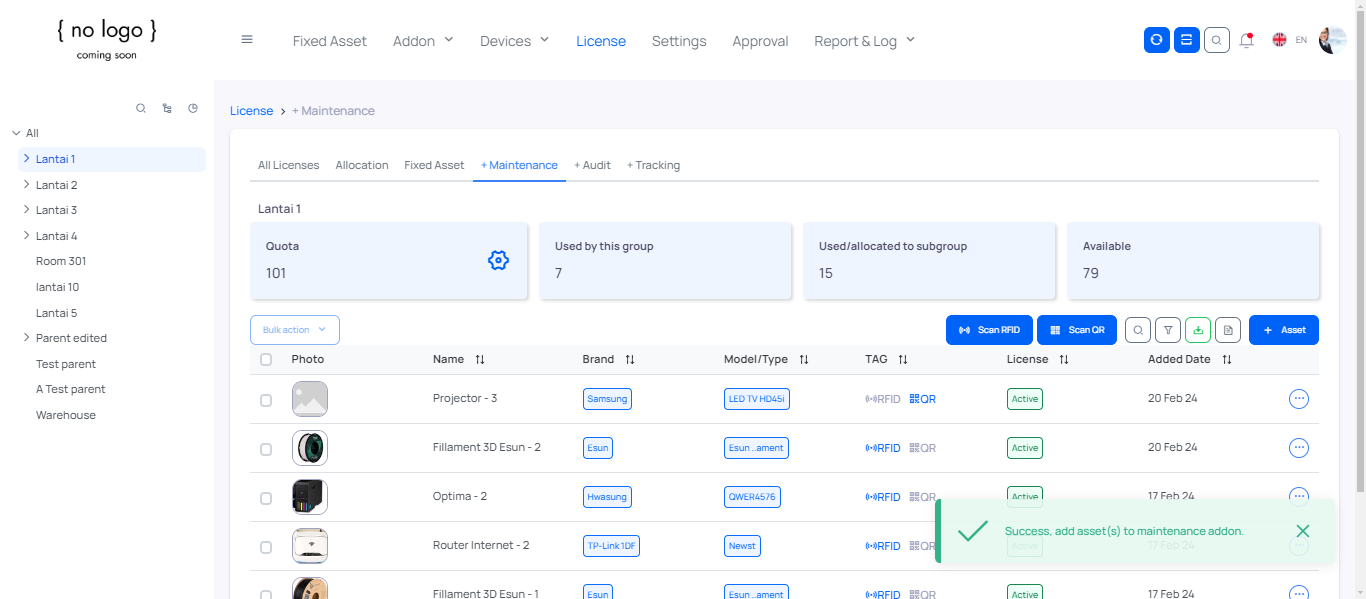 { no logo }
coming soon
Fixed Asset Addon Devices License Settings Approval Report & Log EN
All
Lantai 1
Lantai 2
Lantai 3
Lantai 4
Room 301
lantai 10
Lantai 5
Parent edited
Test parent
A Test parent
Warehouse
License > + Maintenance
All Licenses Allocation Fixed Asset + Maintenance + Audit + Tracking
Lantai 1
Quota Used by this group Used/allocated to subgroup Available
101 7 15 79
Bulk action Scan RFID Scan QR + Asset
Photo Name Brand Model/Type TAG License Added Date
Projector - 3 Samsung LED TV HD45i RFID QR Active 20 Feb 24
Fillament 3D Esun - 2 Esun Esun ..ament RFID QR Active 20 Feb 24
Optima - 2 Hwasung QWER4576 RFID QR Active 17 Feb 24
Success, add asset(s) to maintenance addon.
Router Internet - 2 TP-Link 1DF Newst RFID QR Active 17 Feb 24
Fillament 3D Esun - 1 Esun Esun ..ament RFID QR Active 17 Feb 24